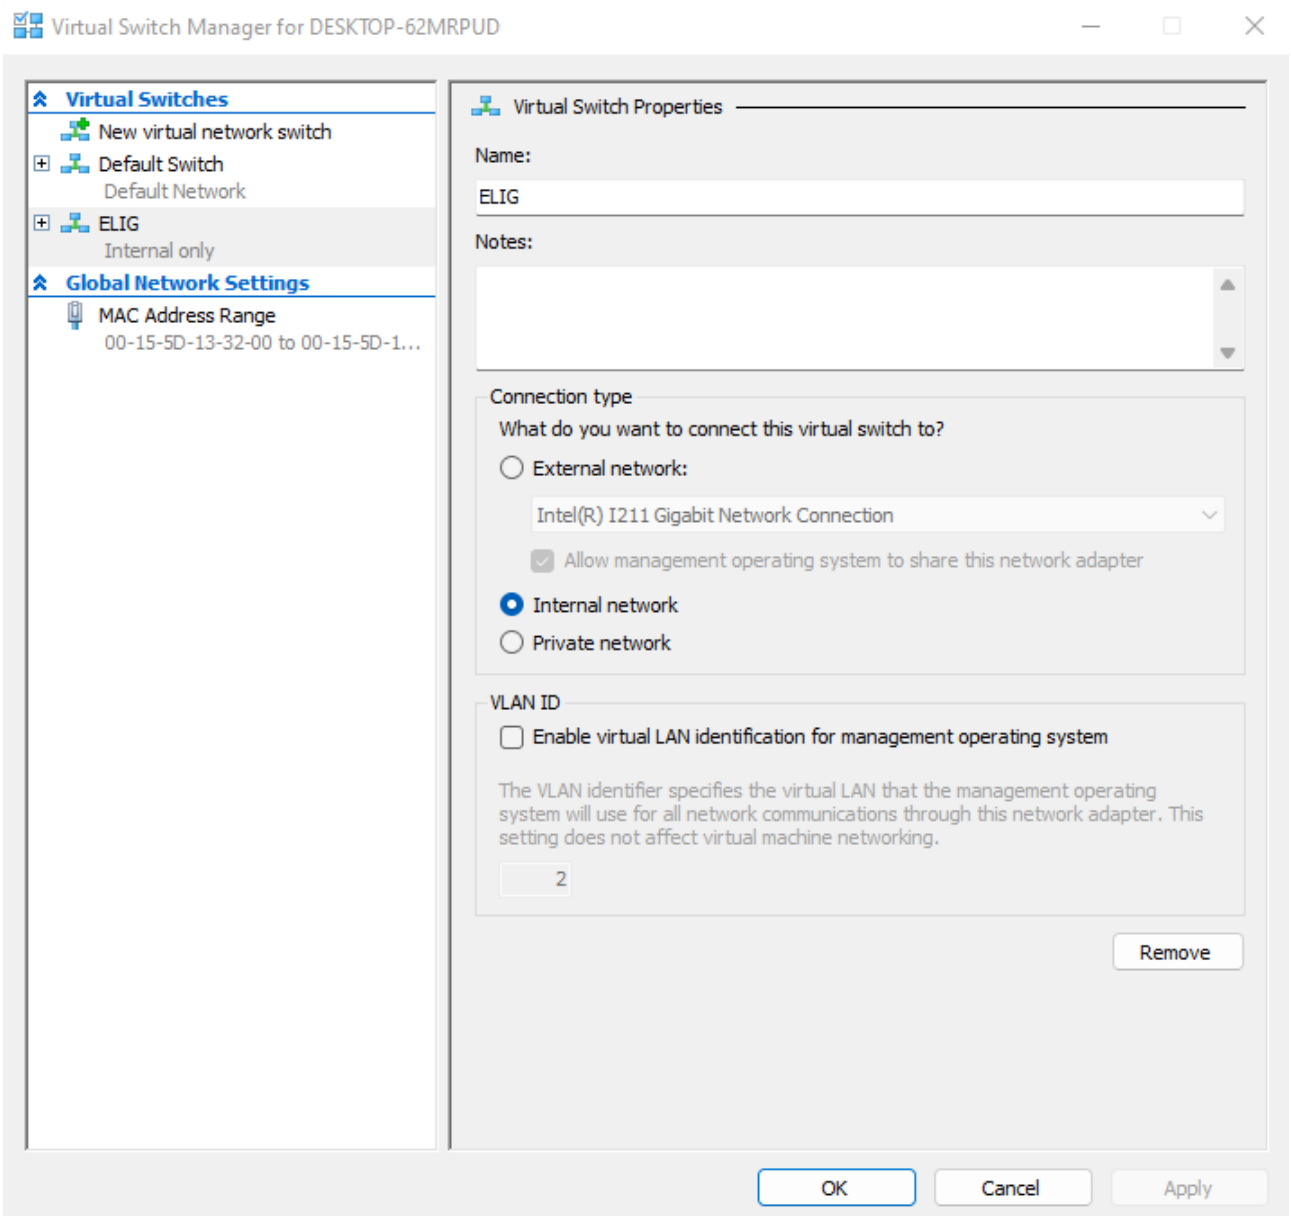 Virtual Switch Manager for DESKTOP-62MRPUD
Virtual Switches
New virtual network switch
Default Switch
Default Network
ELIG
Internal only
Global Network Settings
MAC Address Range
00-15-5D-13-32-00 to 00-15-5D-1...
Virtual Switch Properties
Name:
ELIG
Notes:
Connection type
What do you want to connect this virtual switch to?
External network:
Intel(R) I211 Gigabit Network Connection
Allow management operating system to share this network adapter
Internal network
Private network
VLAN ID
Enable virtual LAN identification for management operating system
The VLAN identifier specifies the virtual LAN that the management operating
system will use for all network communications through this network adapter. This
setting does not affect virtual machine networking.
2
Remove
OK
Cancel
Apply